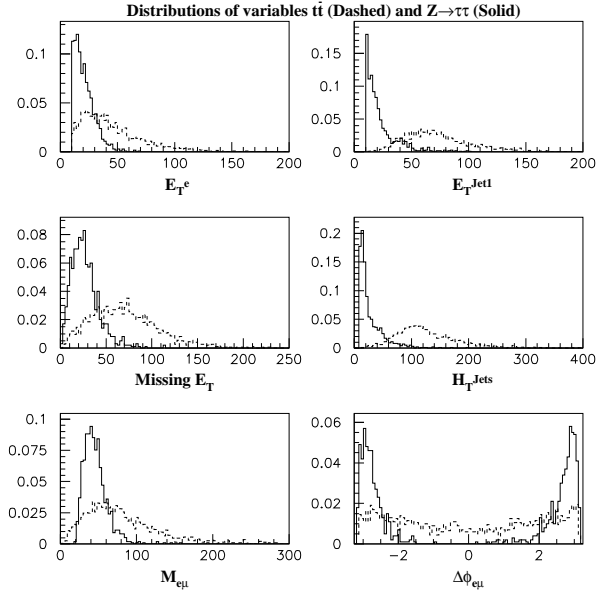 Distributions of variables tt̄ (Dashed) and Z→ττ (Solid)
0.1
0.05
0
0 50 100 150 200
E_T^e
0.15
0.1
0.05
0
0 50 100 150 200
E_T^Jet1
0.08
0.06
0.04
0.02
0
0 50 100 150 200 250
Missing E_T
0.2
0.15
0.1
0.05
0
0 100 200 300 400
H_T^Jets
0.1
0.075
0.05
0.025
0
0 100 200 300
M_eμ
0.06
0.04
0.02
0
−2 0 2
Δϕ_eμ